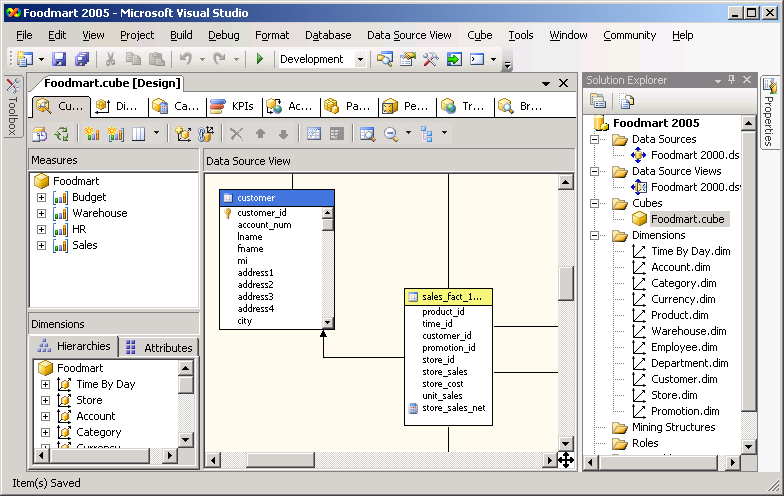 Foodmart 2005 - Microsoft Visual Studio
File Edit View Project Build Debug Format Database Data Source View Cube Tools Window Community Help
Development
Toolbox
Foodmart.cube [Design]
Cu... Di... Ca... KPIs Ac... Pa... Pe... Tr... Br...
Measures
Foodmart
Budget
Warehouse
HR
Sales
Dimensions
Hierarchies Attributes
Foodmart
Time By Day
Store
Account
Category
Currency
Data Source View
customer
customer_id
account_num
lname
fname
mi
address1
address2
address3
address4
city
sales_fact_1...
product_id
time_id
customer_id
promotion_id
store_id
store_sales
store_cost
unit_sales
store_sales_net
Solution Explorer
Foodmart 2005
Data Sources
Foodmart 2000.ds
Data Source Views
Foodmart 2000.dsv
Cubes
Foodmart.cube
Dimensions
Time By Day.dim
Account.dim
Category.dim
Currency.dim
Product.dim
Warehouse.dim
Employee.dim
Department.dim
Customer.dim
Store.dim
Promotion.dim
Mining Structures
Roles
Properties
Item(s) Saved